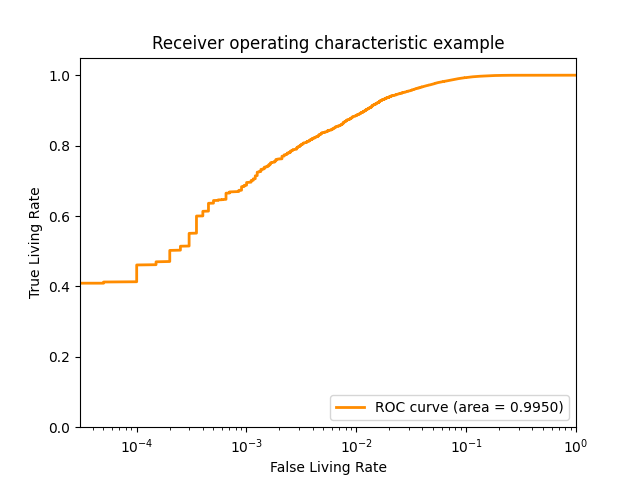 Receiver operating characteristic example
True Living Rate
1.0
0.8
0.6
0.4
0.2
0.0
ROC curve (area = 0.9950)
10⁻⁴ 10⁻³ 10⁻² 10⁻¹ 10⁰
False Living Rate